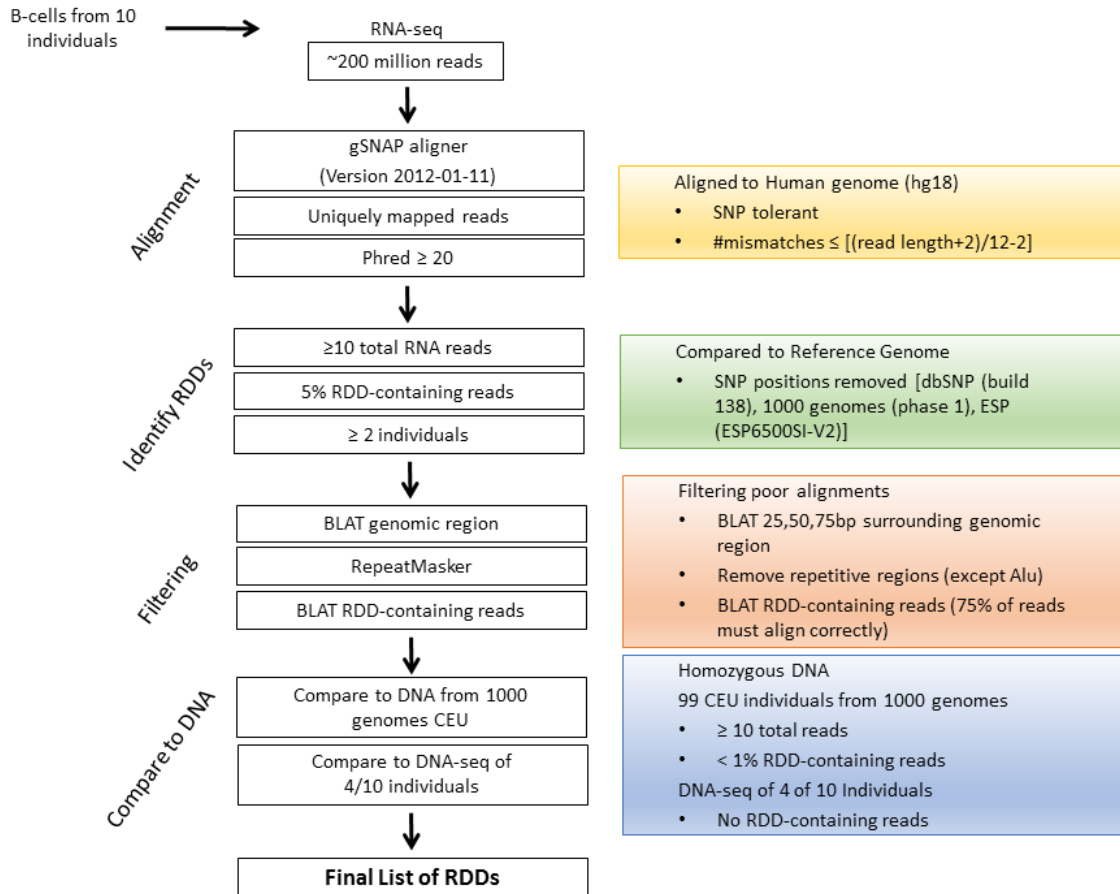 B-cells from 10
individuals
RNA-seq
~200 million reads
Alignment
gSNAP aligner
(Version 2012-01-11)
Uniquely mapped reads
Phred ≥ 20
Aligned to Human genome (hg18)
• SNP tolerant
• #mismatches ≤ [(read length+2)/12-2]
Identify RDDs
≥10 total RNA reads
5% RDD-containing reads
≥ 2 individuals
Compared to Reference Genome
• SNP positions removed [dbSNP (build
138), 1000 genomes (phase 1), ESP
(ESP6500SI-V2)]
Filtering
BLAT genomic region
RepeatMasker
BLAT RDD-containing reads
Filtering poor alignments
• BLAT 25,50,75bp surrounding genomic
region
• Remove repetitive regions (except Alu)
• BLAT RDD-containing reads (75% of reads
must align correctly)
Compare to DNA
Compare to DNA from 1000
genomes CEU
Compare to DNA-seq of
4/10 individuals
Homozygous DNA
99 CEU individuals from 1000 genomes
• ≥ 10 total reads
• < 1% RDD-containing reads
DNA-seq of 4 of 10 Individuals
• No RDD-containing reads
Final List of RDDs